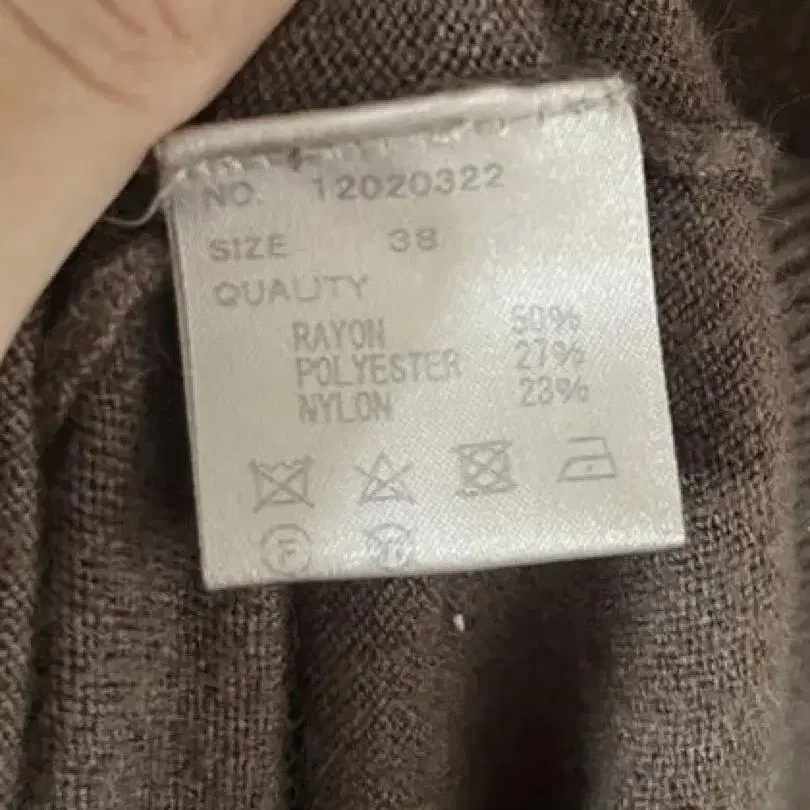 NO. 12020322
SIZE 38
QUALITY
RAYON 50%
POLYESTER 27%
NYLON 23%
P